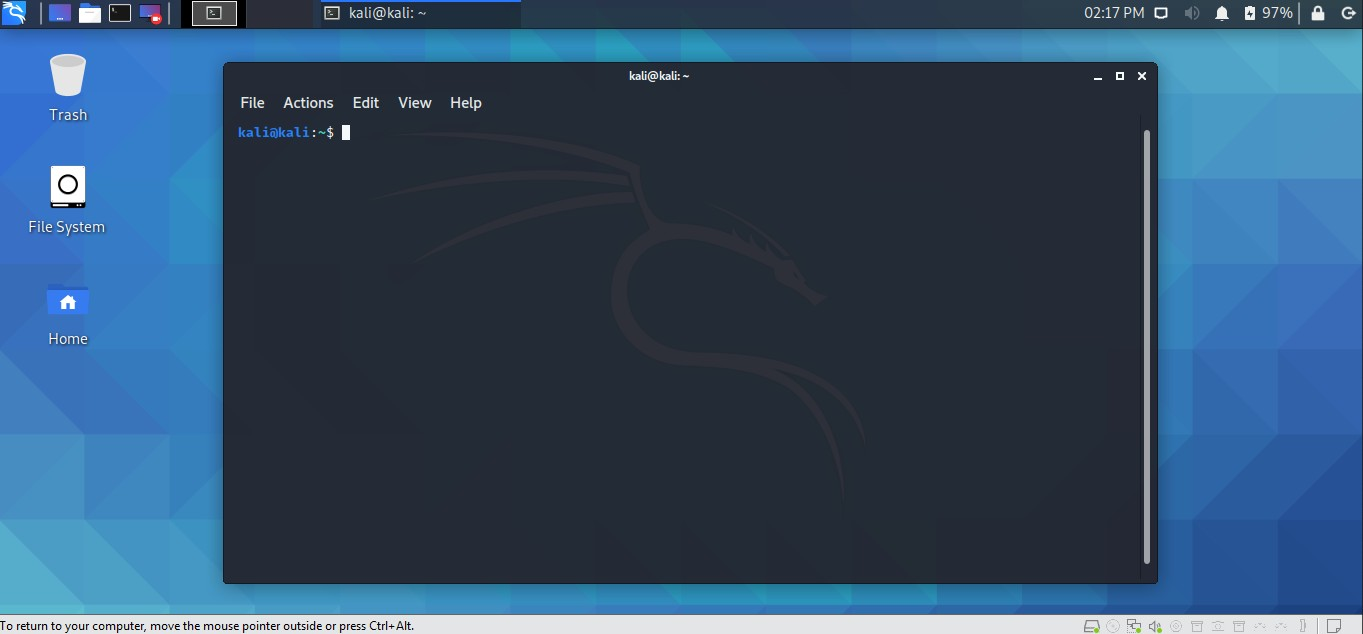 kali@kali: ~
02:17 PM
97%
Trash
File System
Home
kali@kali: ~
File Actions Edit View Help
kali@kali:~$
To return to your computer, move the mouse pointer outside or press Ctrl+Alt.